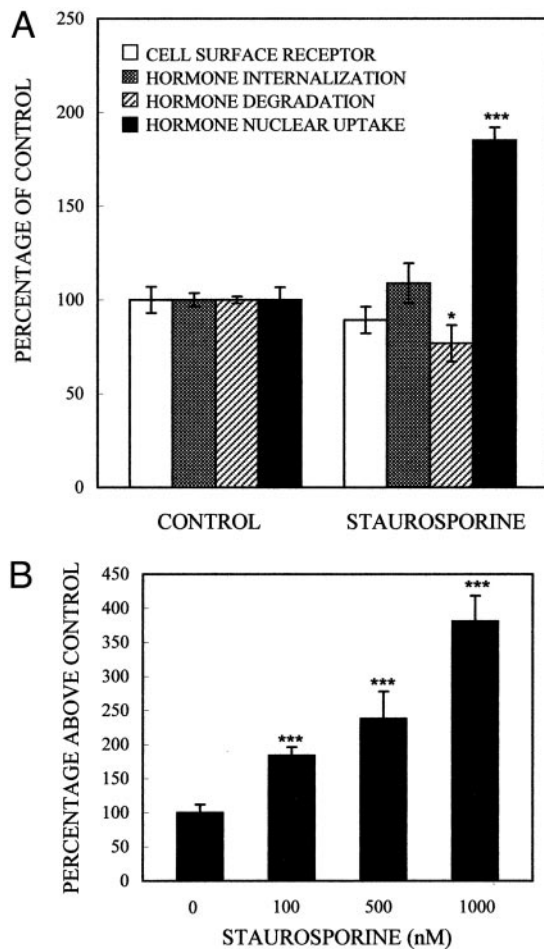 A
PERCENTAGE OF CONTROL
250
200
150
100
50
0
CELL SURFACE RECEPTOR
HORMONE INTERNALIZATION
HORMONE DEGRADATION
HORMONE NUCLEAR UPTAKE
***
*
CONTROL STAUROSPORINE
B
PERCENTAGE ABOVE CONTROL
450
400
350
300
250
200
150
100
50
0
***
***
***
0 100 500 1000
STAUROSPORINE (nM)